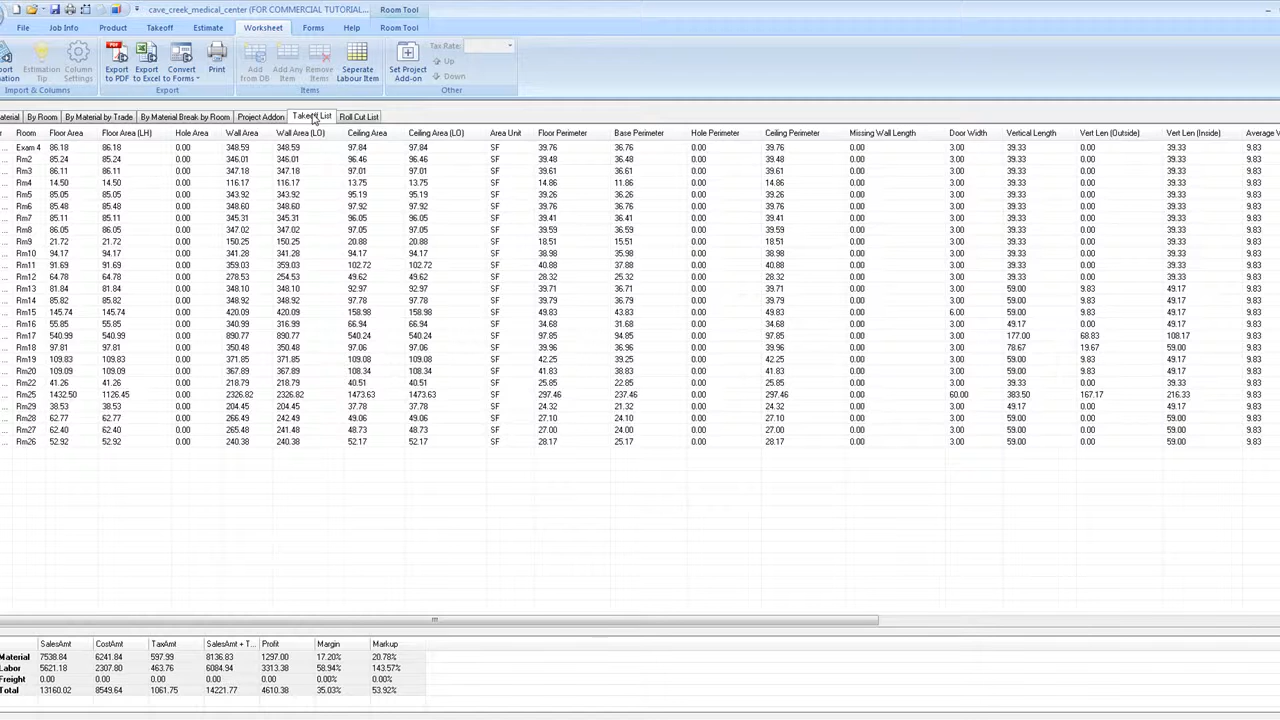 cave_creek_medical_center (FOR COMMERCIAL TUTORIAL... Room Tool
File Job Info Product Takeoff Estimate Worksheet Forms Help Room Tool
Estimation Tip Column Settings Export to PDF Export to Excel Convert to Forms Print Add from DB Add Any Item Remove Items Seperate Labour Item Set Project Add-on Tax Rate: Up Down
Import & Columns Export Items Other
By Room By Material by Trade By Material Break by Room Project Addon Takeoff List Roll Cut List
Room Floor Area Floor Area (LH) Hole Area Wall Area Wall Area (LO) Ceiling Area Ceiling Area (LO) Area Unit Floor Perimeter Base Perimeter Hole Perimeter Ceiling Perimeter Missing Wall Length Door Width Vertical Length Vert Len (Outside) Vert Len (Inside) Average V
... Exam 4 86.18 86.18 0.00 348.59 348.59 97.84 97.84 SF 39.76 36.76 0.00 39.76 0.00 3.00 39.33 0.00 39.33 9.83
... Rm2 85.24 85.24 0.00 346.01 346.01 96.46 96.46 SF 39.48 36.48 0.00 39.48 0.00 3.00 39.33 0.00 39.33 9.83
... Rm3 86.11 86.11 0.00 347.18 347.18 97.01 97.01 SF 39.61 36.61 0.00 39.61 0.00 3.00 39.33 0.00 39.33 9.83
... Rm4 14.50 14.50 0.00 116.17 116.17 13.75 13.75 SF 14.86 11.86 0.00 14.86 0.00 3.00 39.33 0.00 39.33 9.83
... Rm5 85.05 85.05 0.00 343.92 343.92 95.19 95.19 SF 39.26 36.26 0.00 39.26 0.00 3.00 39.33 0.00 39.33 9.83
... Rm6 85.48 85.48 0.00 348.60 348.60 97.92 97.92 SF 39.76 36.76 0.00 39.76 0.00 3.00 39.33 0.00 39.33 9.83
... Rm7 85.11 85.11 0.00 345.31 345.31 96.05 96.05 SF 39.41 36.41 0.00 39.41 0.00 3.00 39.33 0.00 39.33 9.83
... Rm8 86.05 86.05 0.00 347.02 347.02 97.05 97.05 SF 39.59 36.59 0.00 39.59 0.00 3.00 39.33 0.00 39.33 9.83
... Rm9 21.72 21.72 0.00 150.25 150.25 20.88 20.88 SF 18.51 15.51 0.00 18.51 0.00 3.00 39.33 0.00 39.33 9.83
... Rm10 94.17 94.17 0.00 341.28 341.28 94.17 94.17 SF 38.98 35.98 0.00 38.98 0.00 3.00 39.33 0.00 39.33 9.83
... Rm11 91.69 91.69 0.00 359.03 359.03 102.72 102.72 SF 40.88 37.88 0.00 40.88 0.00 3.00 39.33 0.00 39.33 9.83
... Rm12 64.78 64.78 0.00 278.53 254.53 49.62 49.62 SF 28.32 25.32 0.00 28.32 0.00 3.00 39.33 0.00 39.33 9.83
... Rm13 81.84 81.84 0.00 348.10 348.10 92.97 92.97 SF 39.71 36.71 0.00 39.71 0.00 3.00 59.00 9.83 49.17 9.83
... Rm14 85.82 85.82 0.00 348.92 348.92 97.78 97.78 SF 39.79 36.79 0.00 39.79 0.00 3.00 59.00 9.83 49.17 9.83
... Rm15 145.74 145.74 0.00 420.09 420.09 158.98 158.98 SF 49.83 43.83 0.00 49.83 0.00 6.00 59.00 9.83 49.17 9.83
... Rm16 55.85 55.85 0.00 340.99 316.99 66.94 66.94 SF 34.68 31.68 0.00 34.68 0.00 3.00 49.17 0.00 49.17 9.83
... Rm17 540.99 540.99 0.00 890.77 890.77 540.24 540.24 SF 97.85 94.85 0.00 97.85 0.00 3.00 177.00 68.83 108.17 9.83
... Rm18 97.81 97.81 0.00 350.48 350.48 97.06 97.06 SF 39.96 36.96 0.00 39.96 0.00 3.00 78.67 19.67 59.00 9.83
... Rm19 109.83 109.83 0.00 371.85 371.85 109.08 109.08 SF 42.25 39.25 0.00 42.25 0.00 3.00 59.00 9.83 49.17 9.83
... Rm20 109.09 109.09 0.00 367.89 367.89 108.34 108.34 SF 41.83 38.83 0.00 41.83 0.00 3.00 59.00 9.83 49.17 9.83
... Rm22 41.26 41.26 0.00 218.79 218.79 40.51 40.51 SF 25.85 22.85 0.00 25.85 0.00 3.00 39.33 0.00 39.33 9.83
... Rm25 1432.50 1126.45 0.00 2326.82 2326.82 1473.63 1473.63 SF 297.46 237.46 0.00 297.46 0.00 60.00 383.50 167.17 216.33 9.83
... Rm29 38.53 38.53 0.00 204.45 204.45 37.78 37.78 SF 24.32 21.32 0.00 24.32 0.00 3.00 49.17 0.00 49.17 9.83
... Rm28 62.77 62.77 0.00 266.49 242.49 49.06 49.06 SF 27.10 24.10 0.00 27.10 0.00 3.00 59.00 0.00 59.00 9.83
... Rm27 62.40 62.40 0.00 265.48 241.48 48.73 48.73 SF 27.00 24.00 0.00 27.00 0.00 3.00 59.00 0.00 59.00 9.83
... Rm26 52.92 52.92 0.00 240.38 240.38 52.17 52.17 SF 28.17 25.17 0.00 28.17 0.00 3.00 59.00 0.00 59.00 9.83
SalesAmt CostAmt TaxAmt SalesAmt + T... Profit Margin Markup
Material 7538.84 6241.84 597.99 8136.83 1297.00 17.20% 20.78%
Labor 5621.18 2307.80 463.76 6084.94 3313.38 58.94% 143.57%
Freight 0.00 0.00 0.00 0.00 0.00 0.00% 0.00%
Total 13160.02 8549.64 1061.75 14221.77 4610.38 35.03% 53.92%